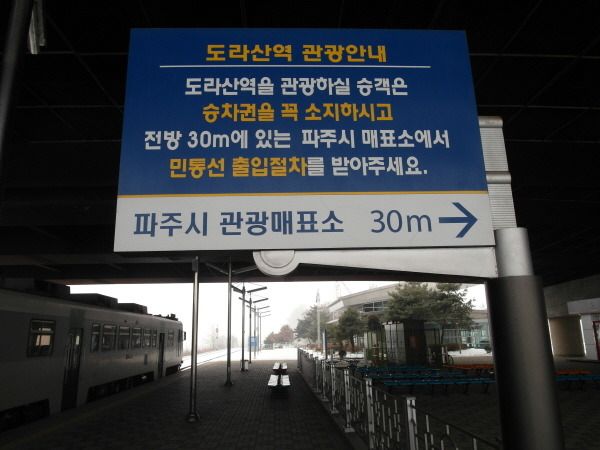 도라산역 관광안내
도라산역을 관광하실 승객은
승차권을 꼭 소지하시고
전방 30m에 있는 파주시 매표소에서
민통선 출입절차를 받아주세요.
파주시 관광매표소 30m →